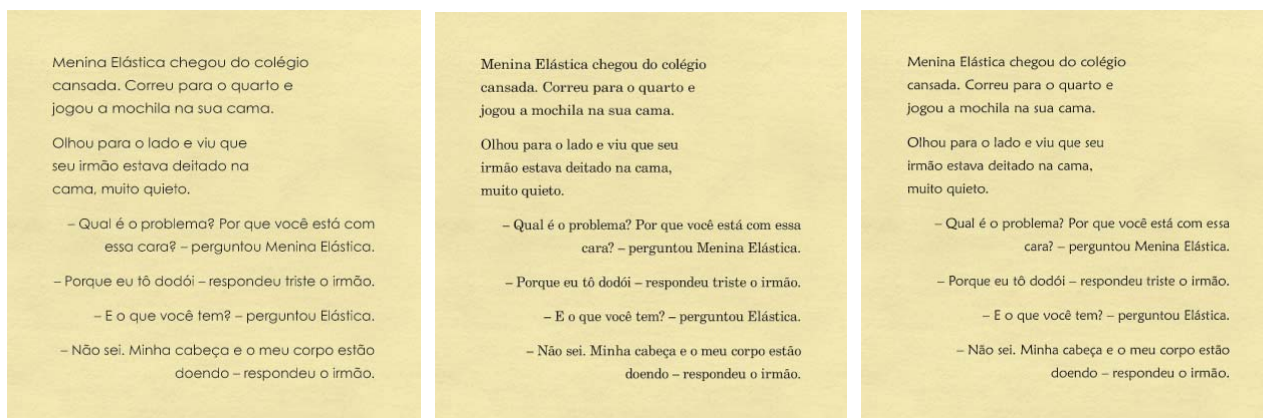 Menina Elástica chegou do colégio
cansada. Correu para o quarto e
jogou a mochila na sua cama.
Olhou para o lado e viu que
seu irmão estava deitado na
cama, muito quieto.
– Qual é o problema? Por que você está com
essa cara? – perguntou Menina Elástica.
– Porque eu tô dodói – respondeu triste o irmão.
– E o que você tem? – perguntou Elástica.
– Não sei. Minha cabeça e o meu corpo estão
doendo – respondeu o irmão.
Menina Elástica chegou do colégio
cansada. Correu para o quarto e
jogou a mochila na sua cama.
Olhou para o lado e viu que seu
irmão estava deitado na cama,
muito quieto.
– Qual é o problema? Por que você está com essa
cara? – perguntou Menina Elástica.
– Porque eu tô dodói – respondeu triste o irmão.
– E o que você tem? – perguntou Elástica.
– Não sei. Minha cabeça e o meu corpo estão
doendo – respondeu o irmão.
Menina Elástica chegou do colégio
cansada. Correu para o quarto e
jogou a mochila na sua cama.
Olhou para o lado e viu que seu
irmão estava deitado na cama,
muito quieto.
– Qual é o problema? Por que você está com essa
cara? – perguntou Menina Elástica.
– Porque eu tô dodói – respondeu triste o irmão.
– E o que você tem? – perguntou Elástica.
– Não sei. Minha cabeça e o meu corpo estão
doendo – respondeu o irmão.